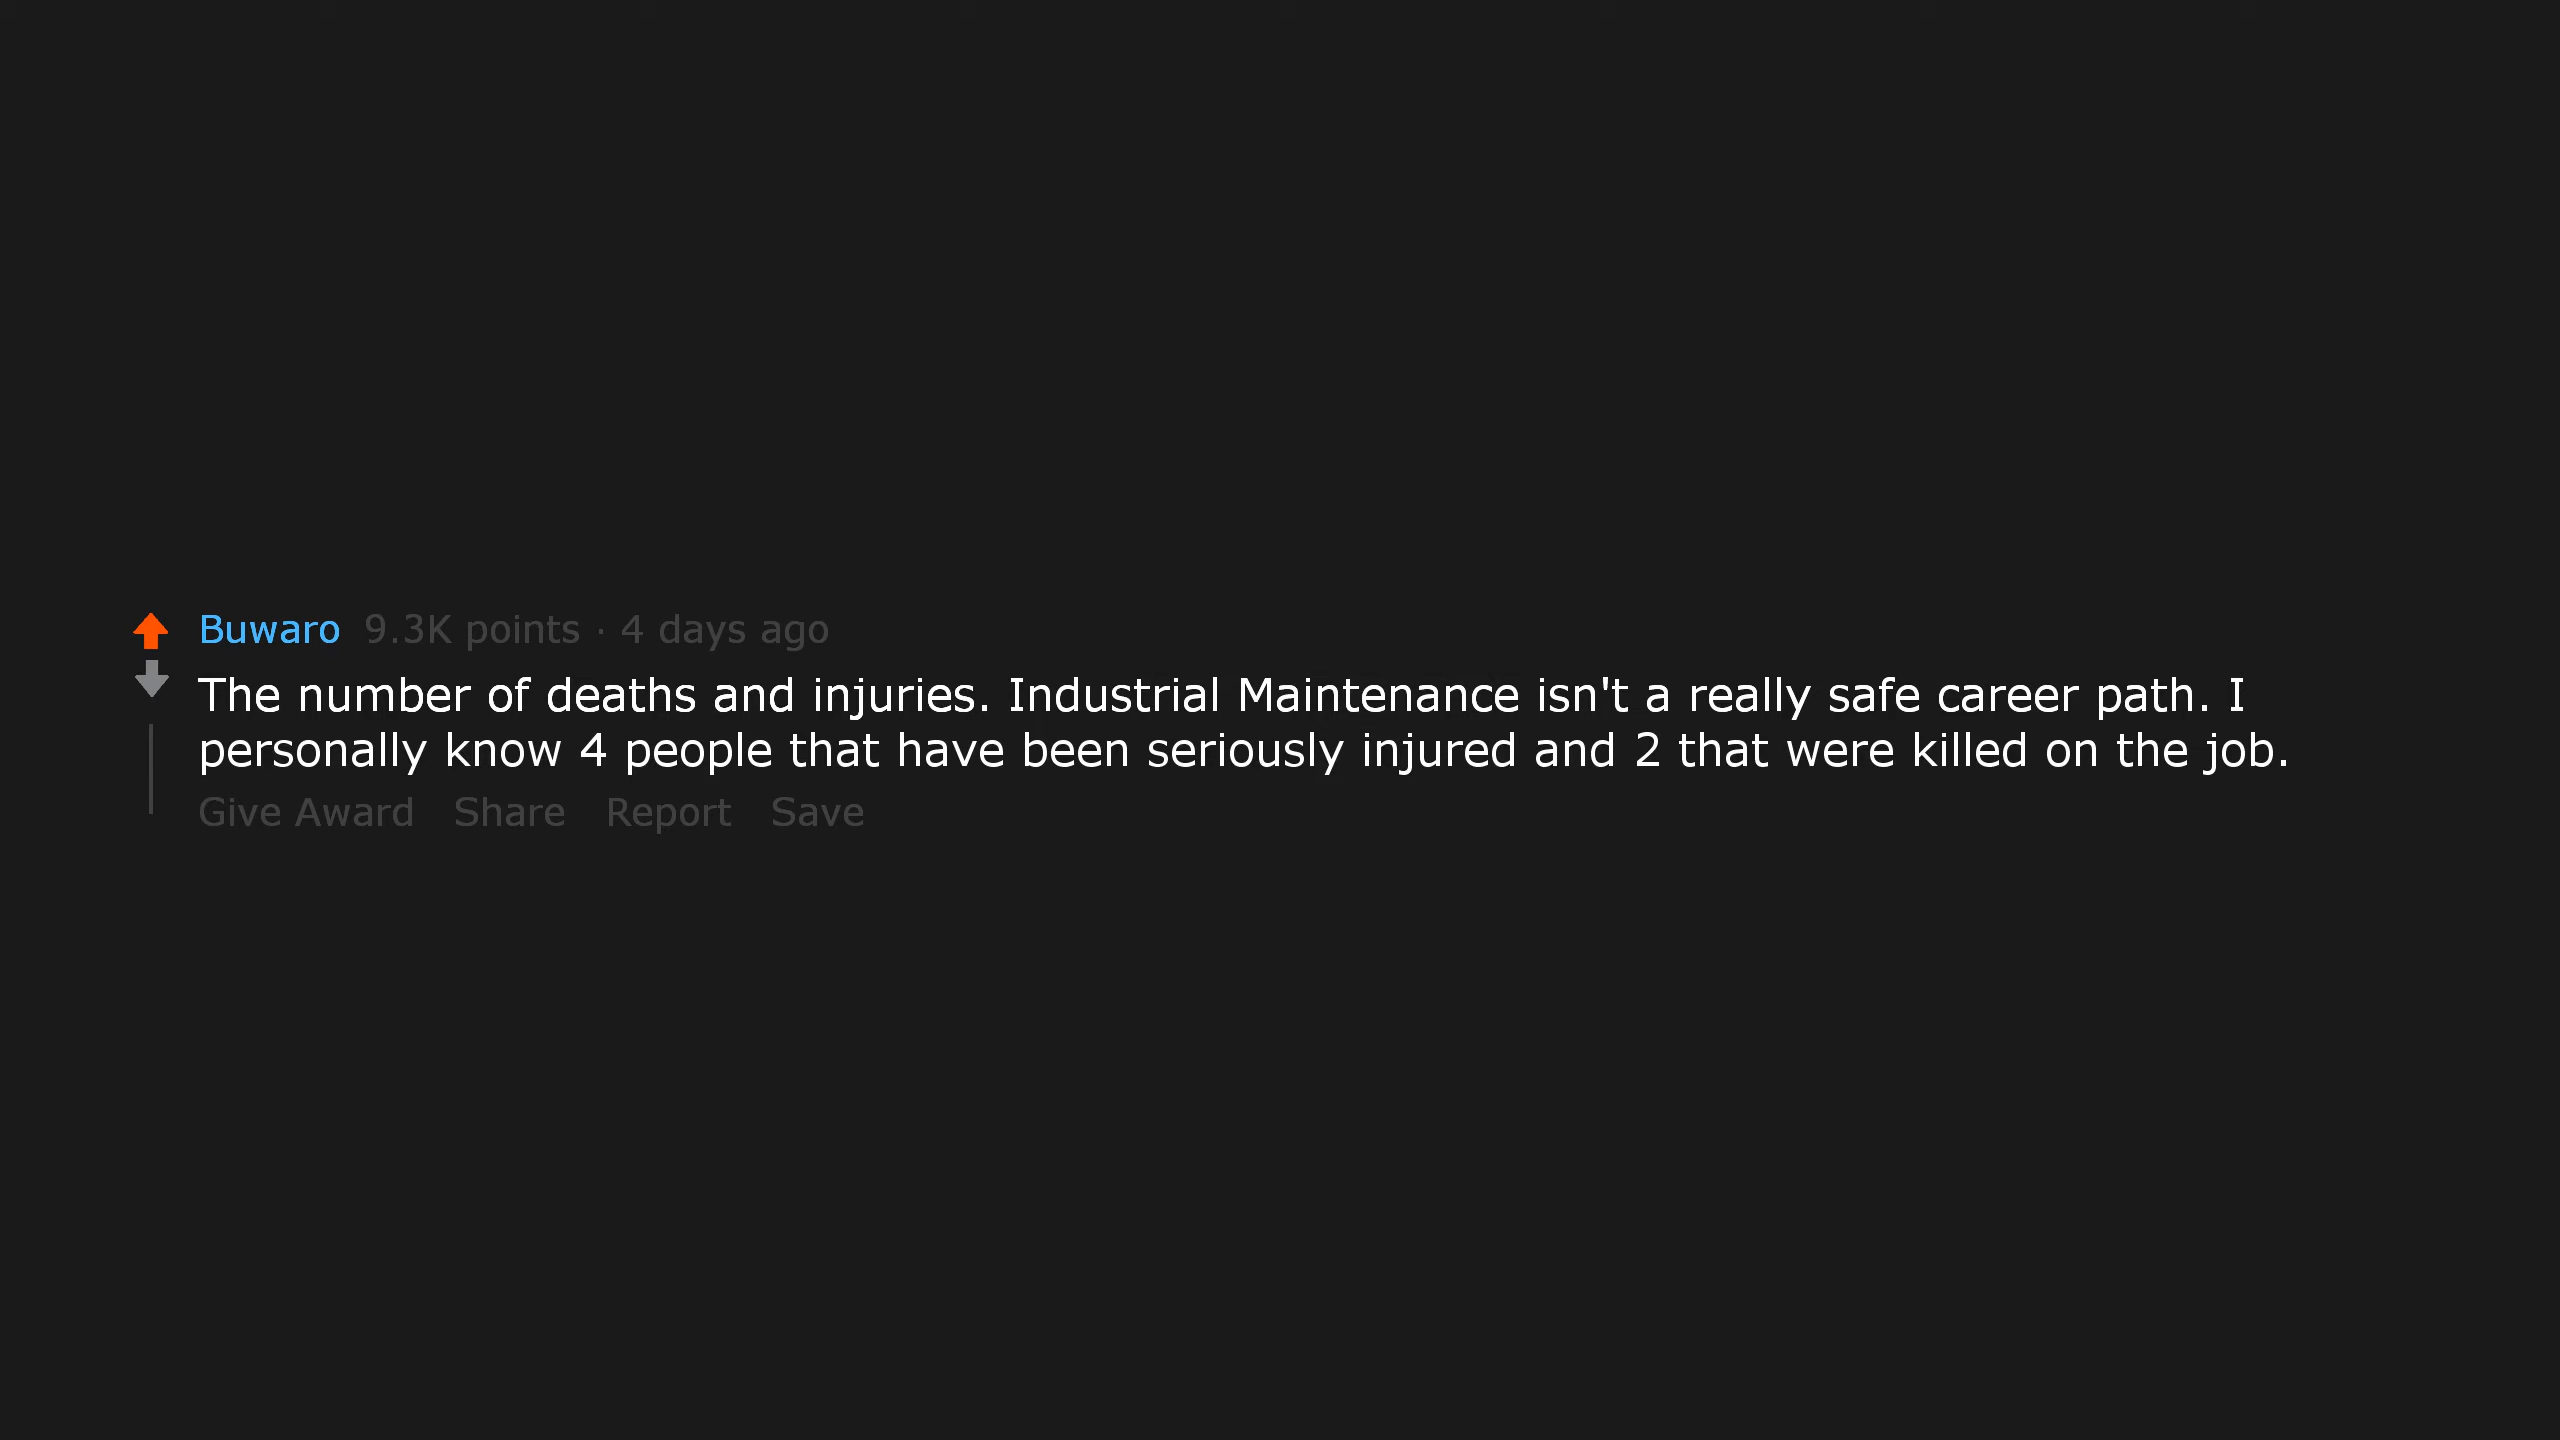 Buwaro 9.3K points · 4 days ago
The number of deaths and injuries. Industrial Maintenance isn't a really safe career path. I
personally know 4 people that have been seriously injured and 2 that were killed on the job.
Give Award Share Report Save